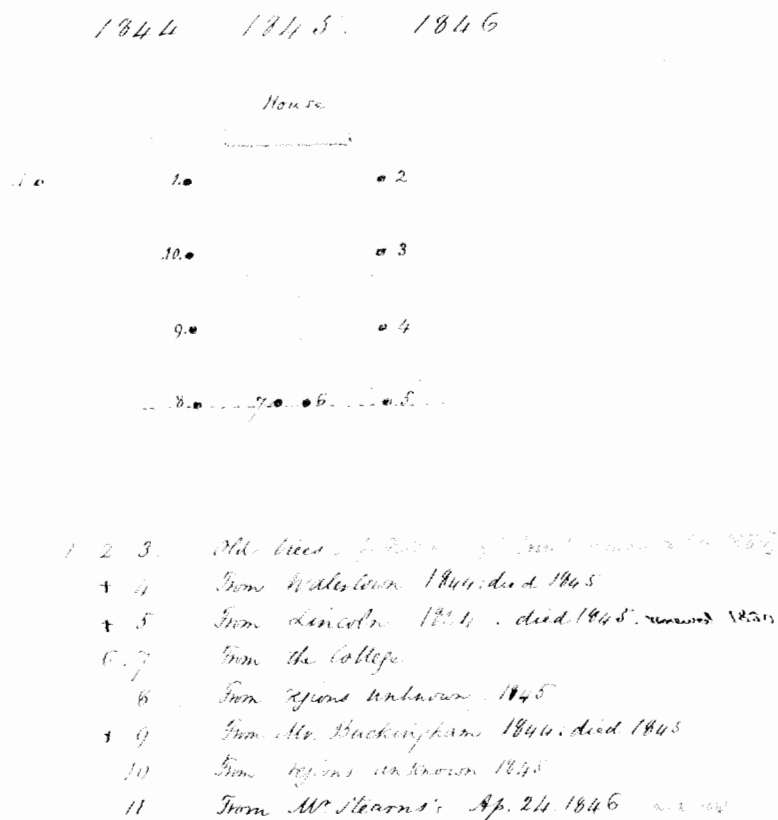 1844 1845. 1846
House
1. 2
10. 3
9. 4
8. 7 6 5
1 2 3. Old trees.
+ 4 From Watertown 1844: died 1845
+ 5 From Lincoln 1844. died 1845. renewed
6.7 From the College
8 From regions unknown 1845
+ 9 From Mr. Buckingham 1844: died 1845
10 From regions unknown 1845
11 From Mr Stearns's Ap. 24. 1846